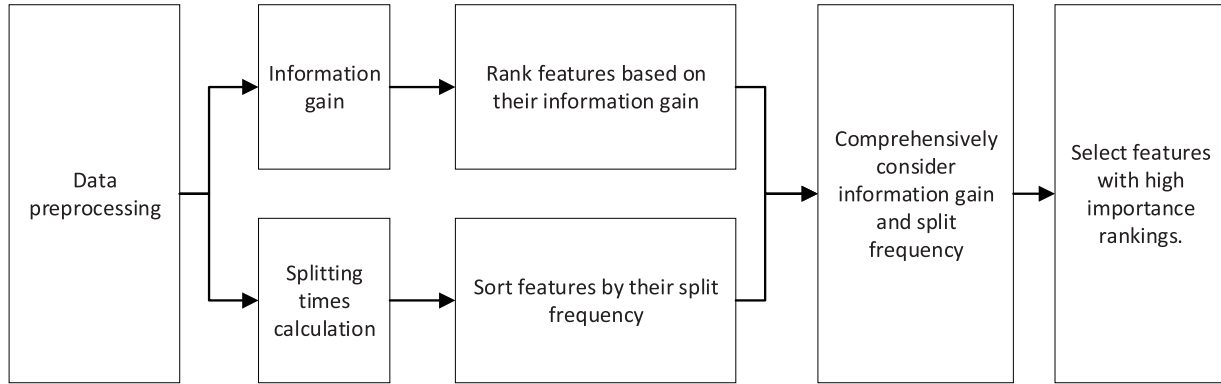 Data
preprocessing
Information
gain
Rank features based on
their information gain
Splitting
times
calculation
Sort features by their split
frequency
Comprehensively
consider
information gain
and split
frequency
Select features
with high
importance
rankings.